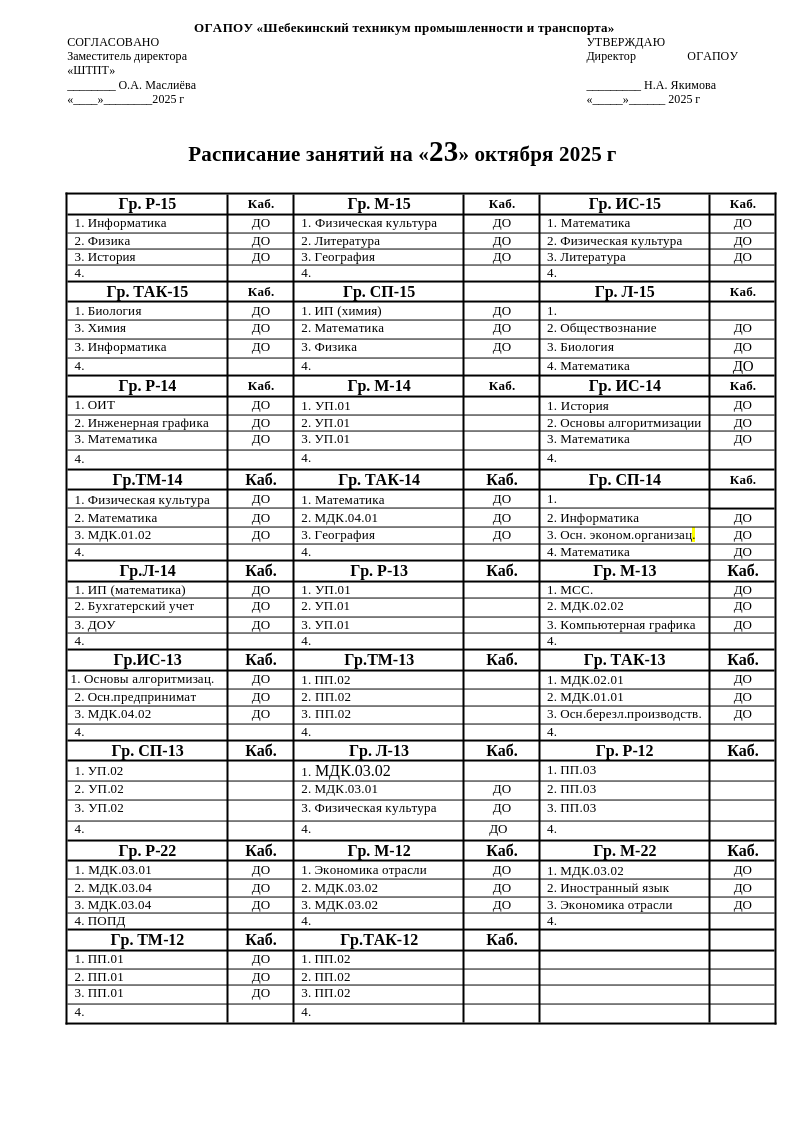 ОГАПОУ «Шебекинский техникум промышленности и транспорта»
СОГЛАСОВАНО УТВЕРЖДАЮ
Заместитель директора Директор ОГАПОУ
«ШТПТ»
________ О.А. Маслиёва _________ Н.А. Якимова
«____»________2025 г «_____»______ 2025 г
Расписание занятий на «23» октября 2025 г
Гр. Р-15 Каб. Гр. М-15 Каб. Гр. ИС-15 Каб.
1. Информатика ДО 1. Физическая культура ДО 1. Математика ДО
2. Физика ДО 2. Литература ДО 2. Физическая культура ДО
3. История ДО 3. География ДО 3. Литература ДО
4. 4. 4.
Гр. ТАК-15 Каб. Гр. СП-15 Гр. Л-15 Каб.
1. Биология ДО 1. ИП (химия) ДО 1.
3. Химия ДО 2. Математика ДО 2. Обществознание ДО
3. Информатика ДО 3. Физика ДО 3. Биология ДО
4. 4. 4. Математика ДО
Гр. Р-14 Каб. Гр. М-14 Каб. Гр. ИС-14 Каб.
1. ОИТ ДО 1. УП.01 1. История ДО
2. Инженерная графика ДО 2. УП.01 2. Основы алгоритмизации ДО
3. Математика ДО 3. УП.01 3. Математика ДО
4. 4. 4.
Гр.ТМ-14 Каб. Гр. ТАК-14 Каб. Гр. СП-14 Каб.
1. Физическая культура ДО 1. Математика ДО 1.
2. Математика ДО 2. МДК.04.01 ДО 2. Информатика ДО
3. МДК.01.02 ДО 3. География ДО 3. Осн. эконом.организац. ДО
4. 4. 4. Математика ДО
Гр.Л-14 Каб. Гр. Р-13 Каб. Гр. М-13 Каб.
1. ИП (математика) ДО 1. УП.01 1. МСС. ДО
2. Бухгатерский учет ДО 2. УП.01 2. МДК.02.02 ДО
3. ДОУ ДО 3. УП.01 3. Компьютерная графика ДО
4. 4. 4.
Гр.ИС-13 Каб. Гр.ТМ-13 Каб. Гр. ТАК-13 Каб.
1. Основы алгоритмизац. ДО 1. ПП.02 1. МДК.02.01 ДО
2. Осн.предпринимат ДО 2. ПП.02 2. МДК.01.01 ДО
3. МДК.04.02 ДО 3. ПП.02 3. Осн.березл.производств. ДО
4. 4. 4.
Гр. СП-13 Каб. Гр. Л-13 Каб. Гр. Р-12 Каб.
1. УП.02 1. МДК.03.02 1. ПП.03
2. УП.02 2. МДК.03.01 ДО 2. ПП.03
3. УП.02 3. Физическая культура ДО 3. ПП.03
4. 4. ДО 4.
Гр. Р-22 Каб. Гр. М-12 Каб. Гр. М-22 Каб.
1. МДК.03.01 ДО 1. Экономика отрасли ДО 1. МДК.03.02 ДО
2. МДК.03.04 ДО 2. МДК.03.02 ДО 2. Иностранный язык ДО
3. МДК.03.04 ДО 3. МДК.03.02 ДО 3. Экономика отрасли ДО
4. ПОПД 4. 4.
Гр. ТМ-12 Каб. Гр.ТАК-12 Каб.
1. ПП.01 ДО 1. ПП.02
2. ПП.01 ДО 2. ПП.02
3. ПП.01 ДО 3. ПП.02
4. 4.